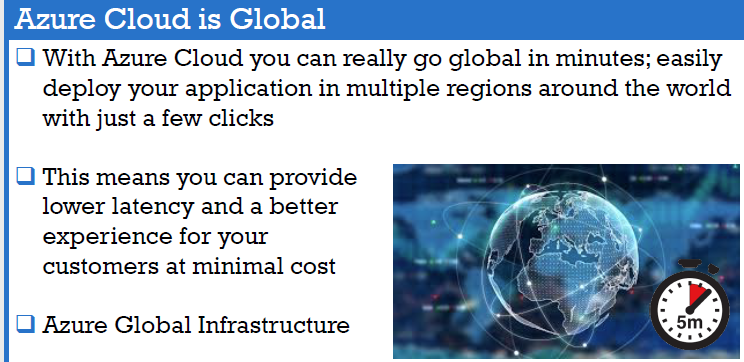 Azure Cloud is Global
❑ With Azure Cloud you can really go global in minutes; easily
deploy your application in multiple regions around the world
with just a few clicks
❑ This means you can provide
lower latency and a better
experience for your
customers at minimal cost
❑ Azure Global Infrastructure
5m